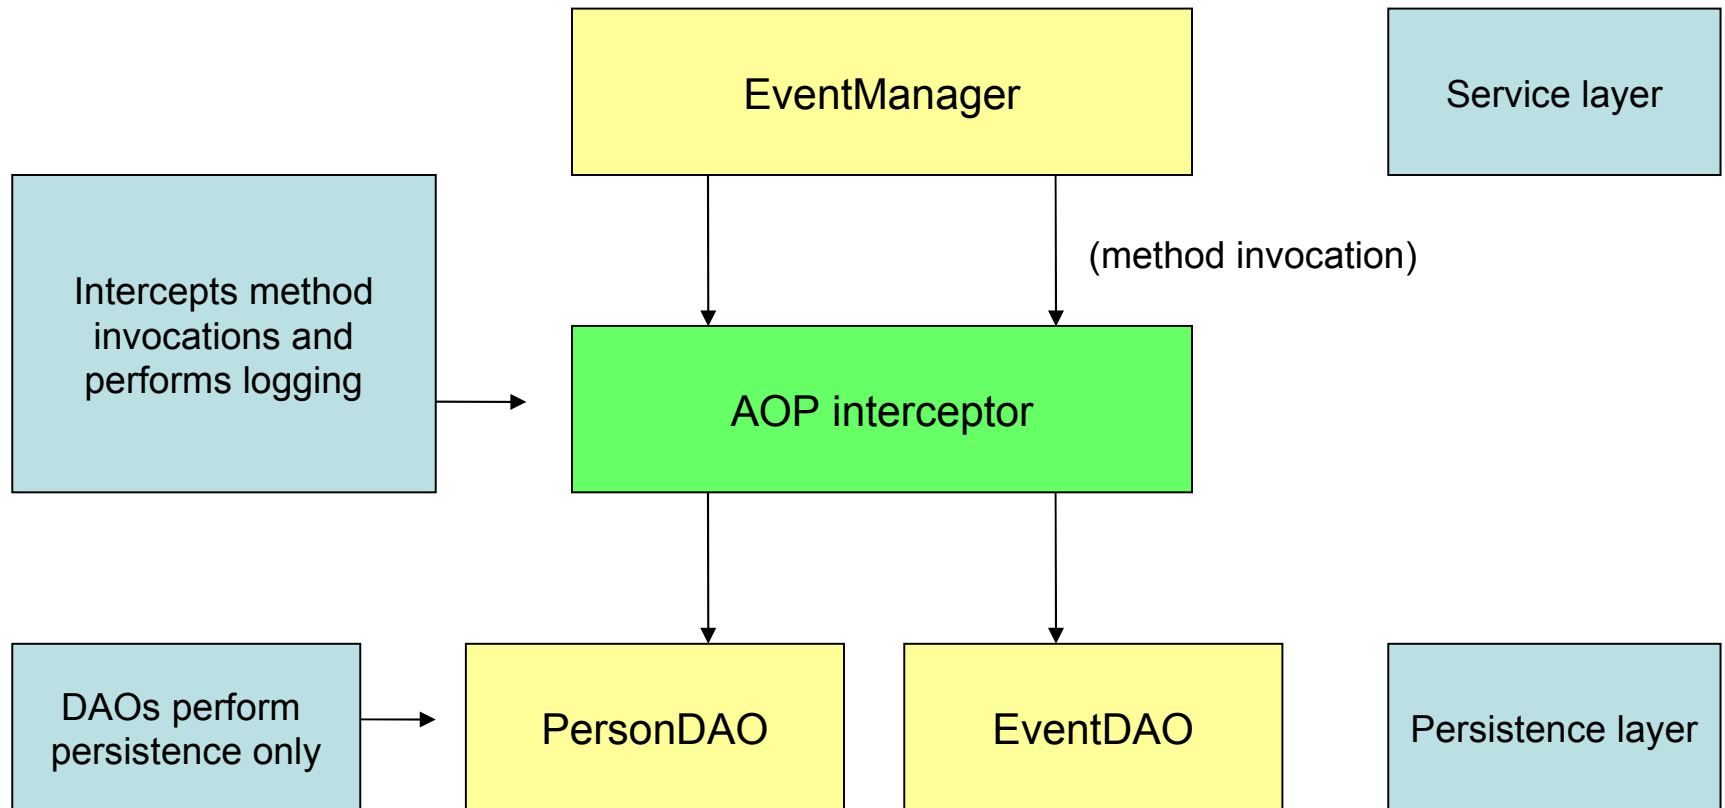 EventManager
Service layer
(method invocation)
Intercepts method
invocations and
performs logging
AOP interceptor
DAOs perform
persistence only
PersonDAO
EventDAO
Persistence layer